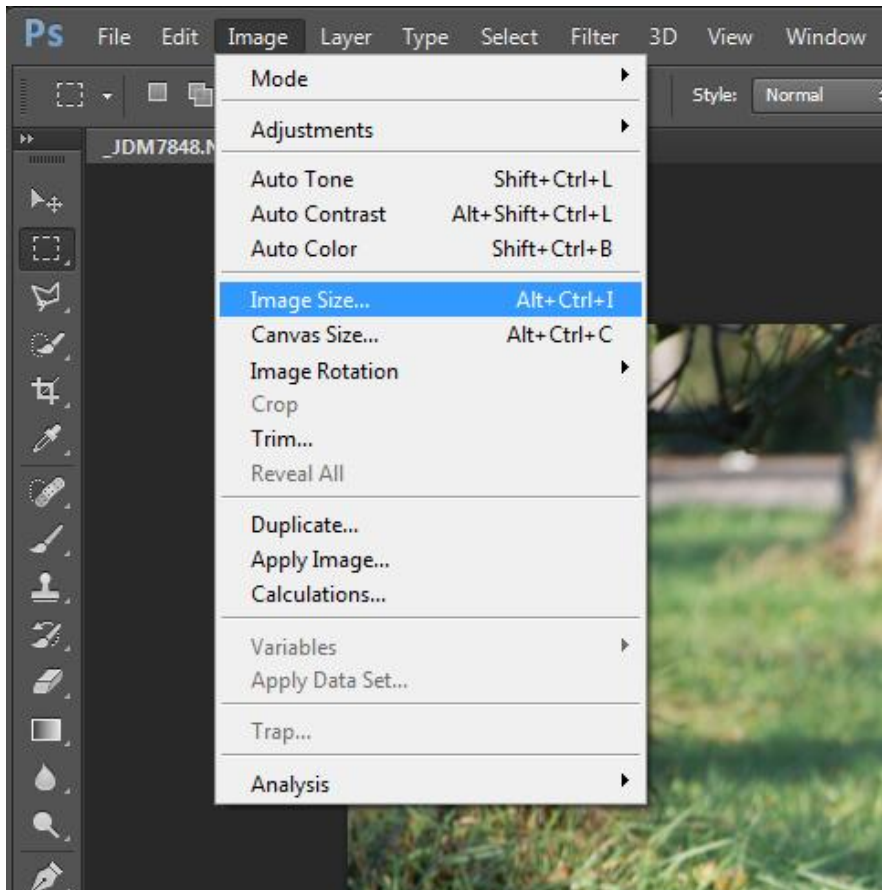 Ps File Edit Image Layer Type Select Filter 3D View Window
Style: Normal
_JDM7848.N
Mode
Adjustments
Auto Tone Shift+Ctrl+L
Auto Contrast Alt+Shift+Ctrl+L
Auto Color Shift+Ctrl+B
Image Size... Alt+Ctrl+I
Canvas Size... Alt+Ctrl+C
Image Rotation
Crop
Trim...
Reveal All
Duplicate...
Apply Image...
Calculations...
Variables
Apply Data Set...
Trap...
Analysis